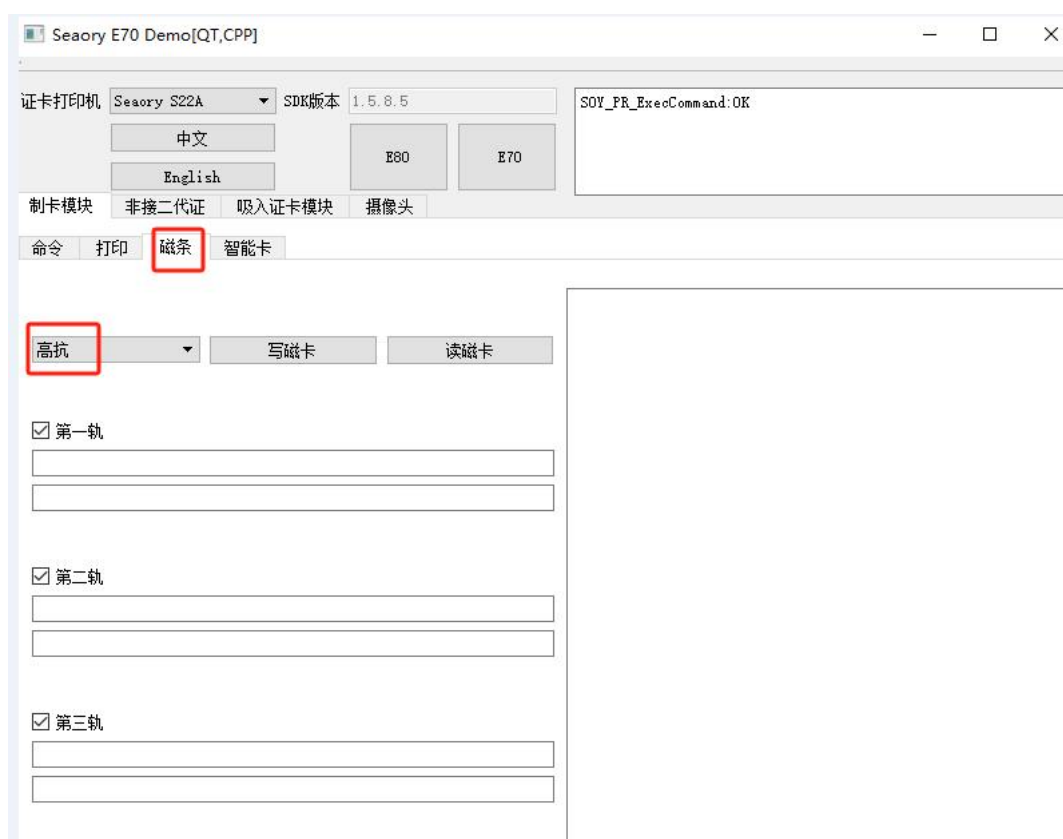 Seaory E70 Demo[QT,CPP]
证卡打印机 Seaory S22A SDK版本 1.5.8.5
SOY_PR_ExecCommand:OK
中文
E80 E70
English
制卡模块 非接二代证 吸入证卡模块 摄像头
命令 打印 磁条 智能卡
高抗 写磁卡 读磁卡
第一轨
第二轨
第三轨